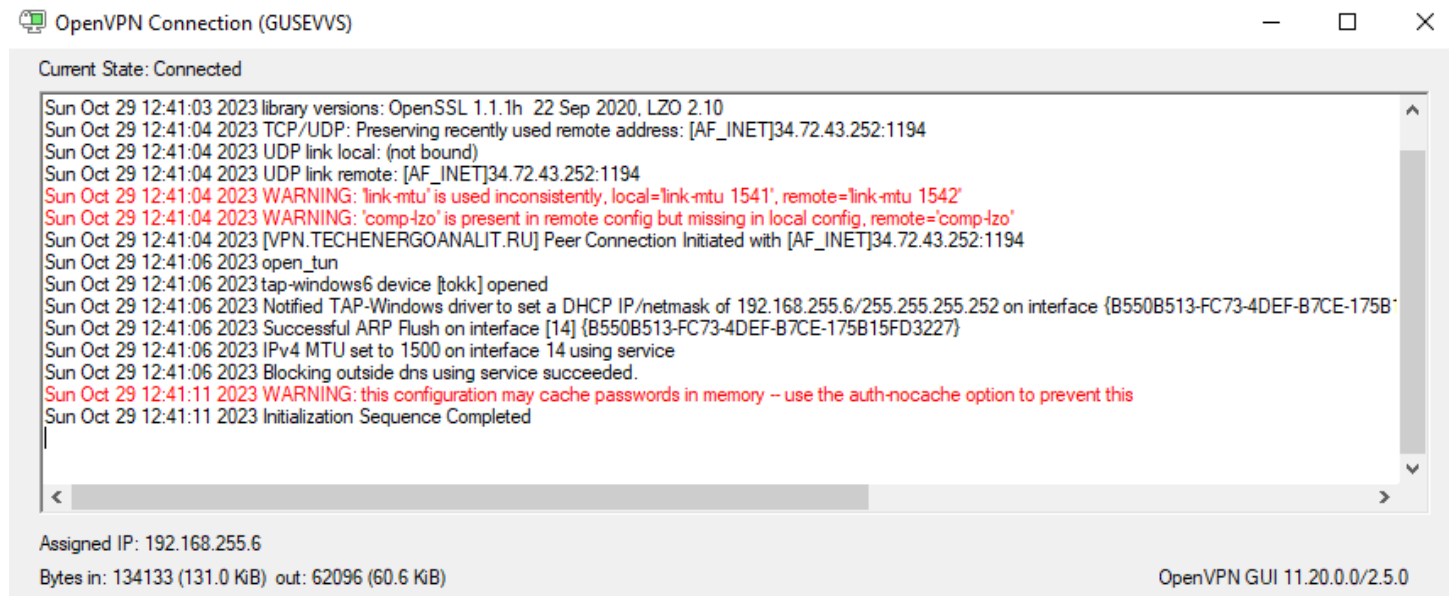 OpenVPN Connection (GUSEVVS)
Current State: Connected
Sun Oct 29 12:41:03 2023 library versions: OpenSSL 1.1.1h  22 Sep 2020, LZO 2.10
Sun Oct 29 12:41:04 2023 TCP/UDP: Preserving recently used remote address: [AF_INET]34.72.43.252:1194
Sun Oct 29 12:41:04 2023 UDP link local: (not bound)
Sun Oct 29 12:41:04 2023 UDP link remote: [AF_INET]34.72.43.252:1194
Sun Oct 29 12:41:04 2023 WARNING: 'link-mtu' is used inconsistently, local='link-mtu 1541', remote='link-mtu 1542'
Sun Oct 29 12:41:04 2023 WARNING: 'comp-lzo' is present in remote config but missing in local config, remote='comp-lzo'
Sun Oct 29 12:41:04 2023 [VPN.TECHENERGOANALIT.RU] Peer Connection Initiated with [AF_INET]34.72.43.252:1194
Sun Oct 29 12:41:06 2023 open_tun
Sun Oct 29 12:41:06 2023 tap-windows6 device [tokk] opened
Sun Oct 29 12:41:06 2023 Notified TAP-Windows driver to set a DHCP IP/netmask of 192.168.255.6/255.255.255.252 on interface {B550B513-FC73-4DEF-B7CE-175B
Sun Oct 29 12:41:06 2023 Successful ARP Flush on interface [14] {B550B513-FC73-4DEF-B7CE-175B15FD3227}
Sun Oct 29 12:41:06 2023 IPv4 MTU set to 1500 on interface 14 using service
Sun Oct 29 12:41:06 2023 Blocking outside dns using service succeeded.
Sun Oct 29 12:41:11 2023 WARNING: this configuration may cache passwords in memory -- use the auth-nocache option to prevent this
Sun Oct 29 12:41:11 2023 Initialization Sequence Completed
Assigned IP: 192.168.255.6
Bytes in: 134133 (131.0 KiB)  out: 62096 (60.6 KiB)
OpenVPN GUI 11.20.0.0/2.5.0